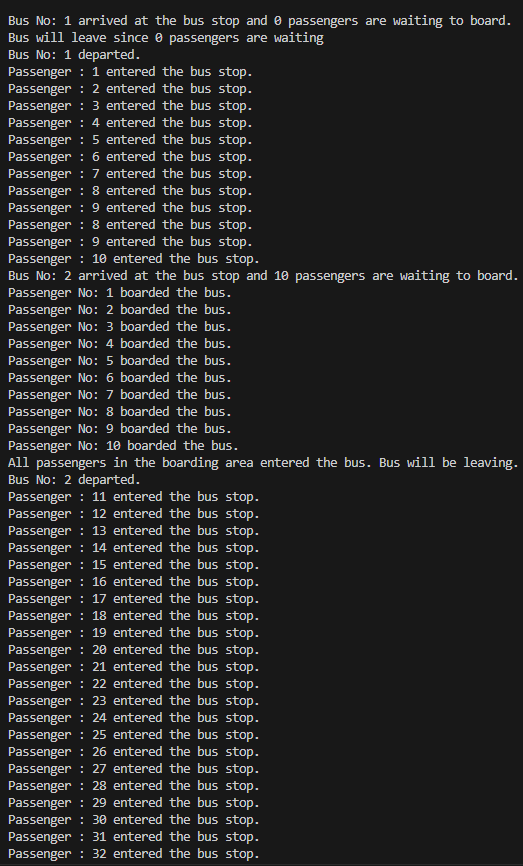 Bus No: 1 arrived at the bus stop and 0 passengers are waiting to board.
Bus will leave since 0 passengers are waiting
Bus No: 1 departed.
Passenger : 1 entered the bus stop.
Passenger : 2 entered the bus stop.
Passenger : 3 entered the bus stop.
Passenger : 4 entered the bus stop.
Passenger : 5 entered the bus stop.
Passenger : 6 entered the bus stop.
Passenger : 7 entered the bus stop.
Passenger : 8 entered the bus stop.
Passenger : 9 entered the bus stop.
Passenger : 8 entered the bus stop.
Passenger : 9 entered the bus stop.
Passenger : 10 entered the bus stop.
Bus No: 2 arrived at the bus stop and 10 passengers are waiting to board.
Passenger No: 1 boarded the bus.
Passenger No: 2 boarded the bus.
Passenger No: 3 boarded the bus.
Passenger No: 4 boarded the bus.
Passenger No: 5 boarded the bus.
Passenger No: 6 boarded the bus.
Passenger No: 7 boarded the bus.
Passenger No: 8 boarded the bus.
Passenger No: 9 boarded the bus.
Passenger No: 10 boarded the bus.
All passengers in the boarding area entered the bus. Bus will be leaving.
Bus No: 2 departed.
Passenger : 11 entered the bus stop.
Passenger : 12 entered the bus stop.
Passenger : 13 entered the bus stop.
Passenger : 14 entered the bus stop.
Passenger : 15 entered the bus stop.
Passenger : 16 entered the bus stop.
Passenger : 17 entered the bus stop.
Passenger : 18 entered the bus stop.
Passenger : 19 entered the bus stop.
Passenger : 20 entered the bus stop.
Passenger : 21 entered the bus stop.
Passenger : 22 entered the bus stop.
Passenger : 23 entered the bus stop.
Passenger : 24 entered the bus stop.
Passenger : 25 entered the bus stop.
Passenger : 26 entered the bus stop.
Passenger : 27 entered the bus stop.
Passenger : 28 entered the bus stop.
Passenger : 29 entered the bus stop.
Passenger : 30 entered the bus stop.
Passenger : 31 entered the bus stop.
Passenger : 32 entered the bus stop.